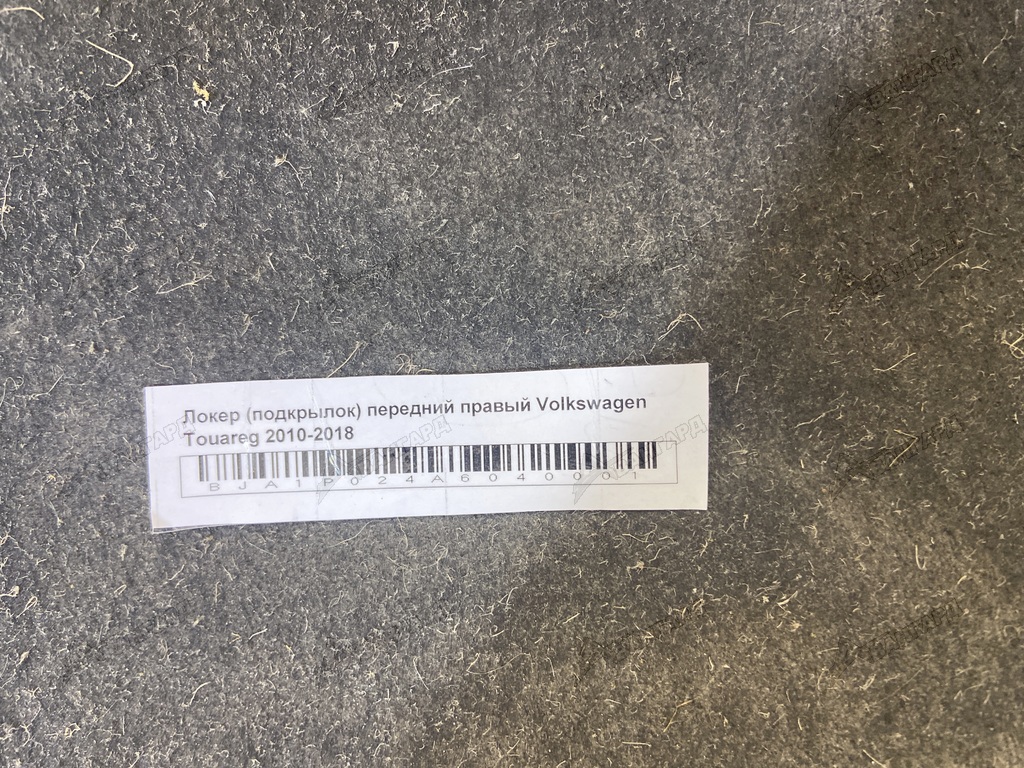 Локер (подкрылок) передний правый Volkswagen
Touareg 2010-2018
BJA1P024A6040001